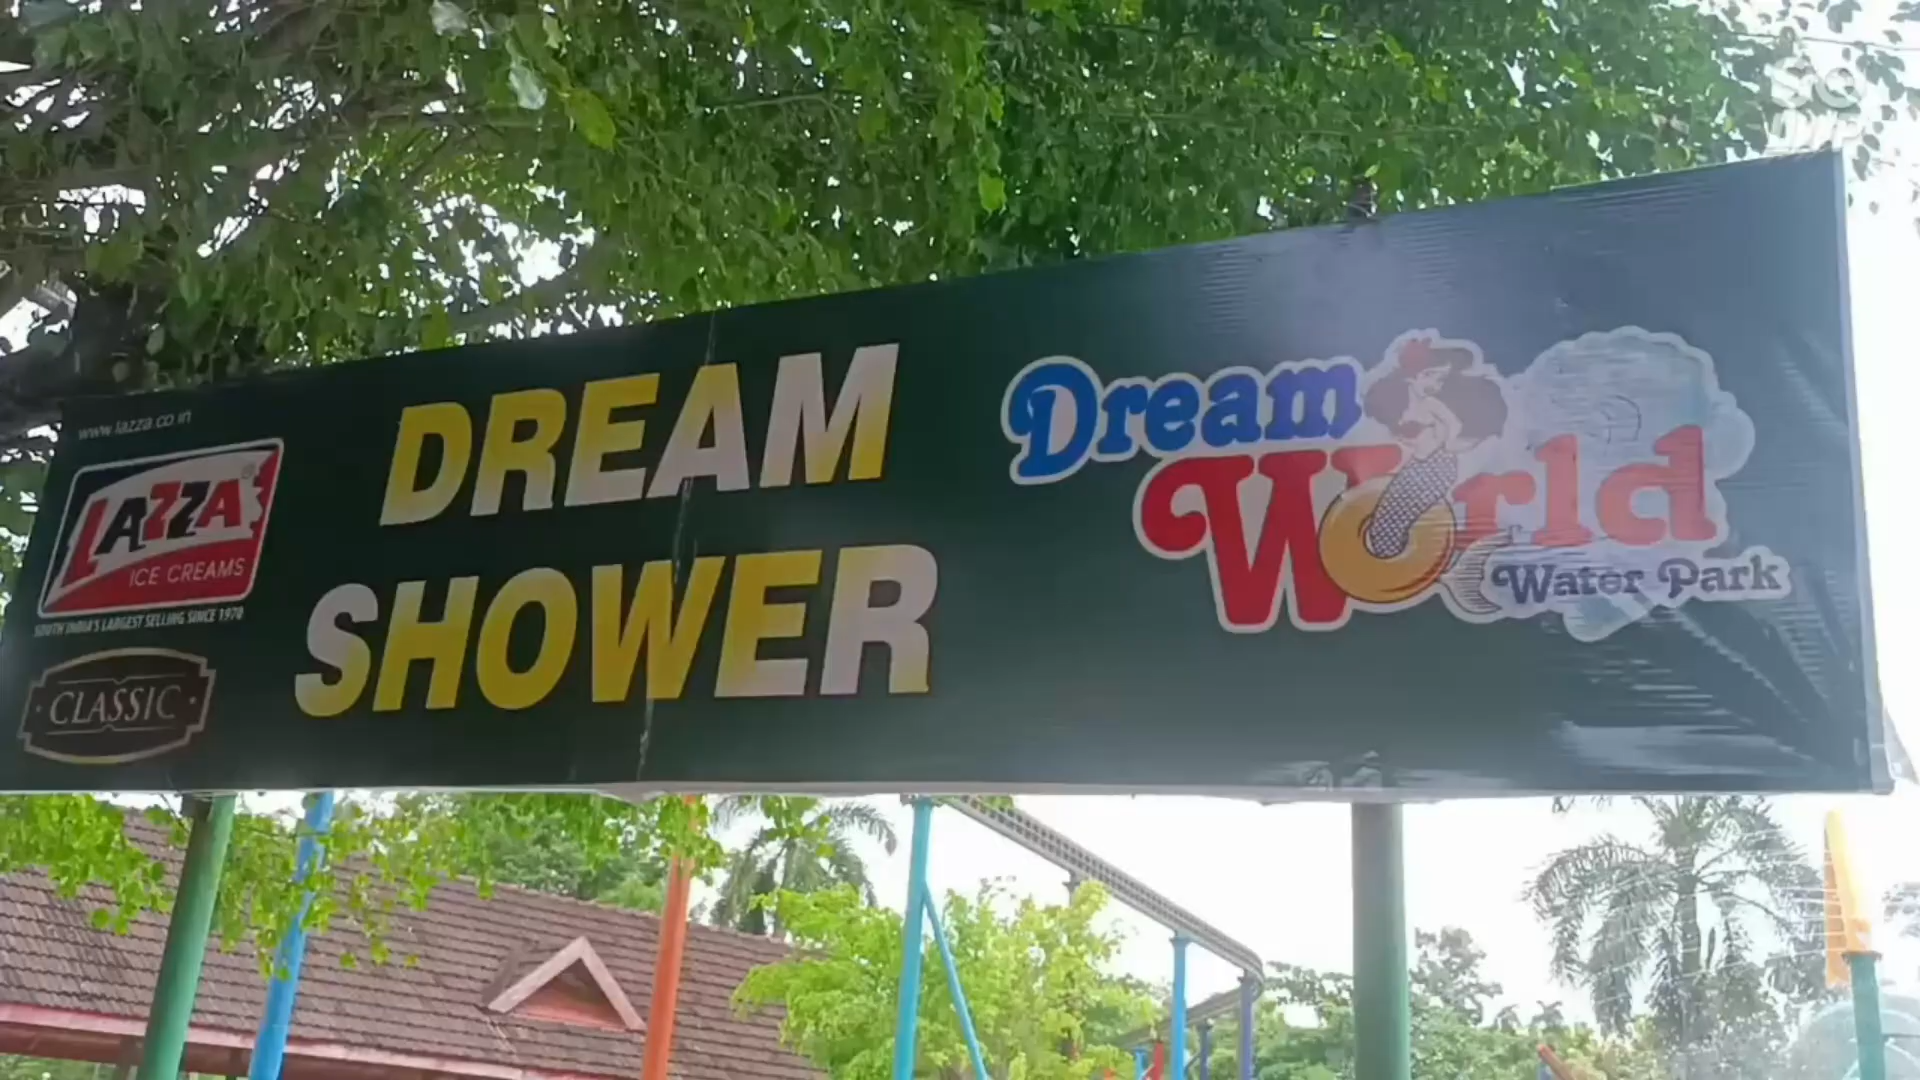 www.lazza.co.in
LAZZA
ICE CREAMS
SOUTH INDIA'S LARGEST SELLING SINCE 1970
CLASSIC
DREAM
SHOWER
Dream
World
Water Park